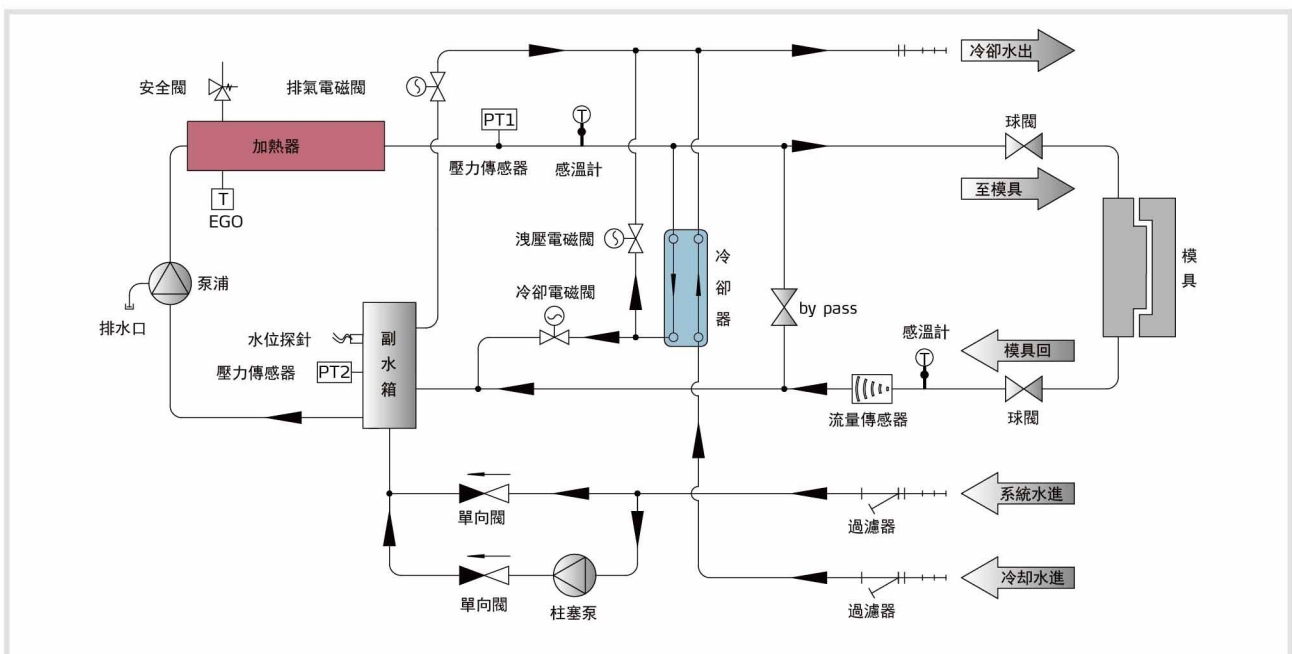 冷卻水出
安全閥
排氣電磁閥
PT1
T
球閥
加熱器
壓力傳感器
感溫計
至模具
T
EGO
洩壓電磁閥
冷卻器
模具
泵浦
冷卻電磁閥
by pass
排水口
水位探針
副水箱
感溫計
模具回
壓力傳感器
PT2
T
流量傳感器
球閥
系統水進
單向閥
過濾器
冷却水進
單向閥
柱塞泵
過濾器